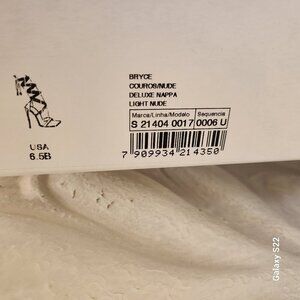 BRYCE
COUROS/NUDE
DELUXE NAPPA
LIGHT NUDE
Marca/Linha/Modelo Sequencia
S 21404 0017 0006 U
7 909934 214350
USA
6.5B
Galaxy S22